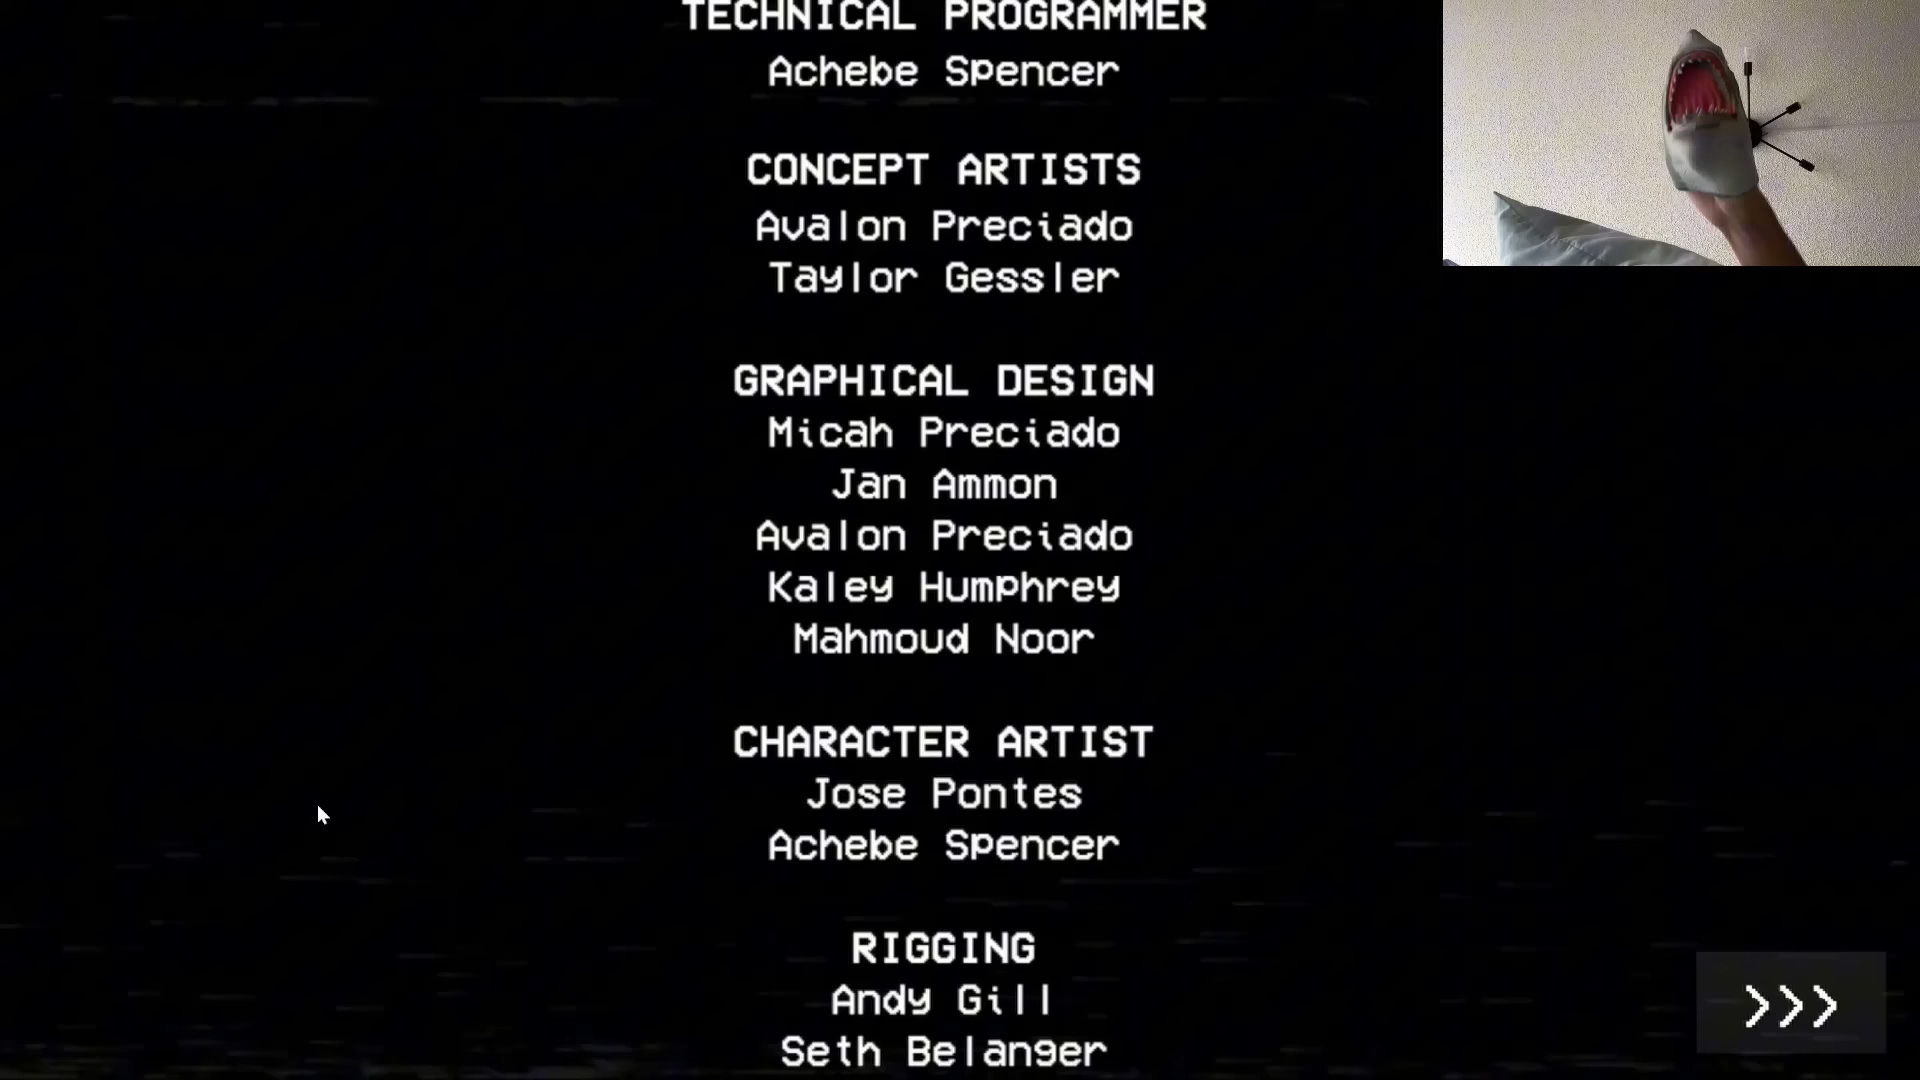 TECHNICAL PROGRAMMER
Achebe Spencer
CONCEPT ARTISTS
Avalon Preciado
Taylor Gessler
GRAPHICAL DESIGN
Micah Preciado
Jan Ammon
Avalon Preciado
Kaley Humphrey
Mahmoud Noor
CHARACTER ARTIST
Jose Pontes
Achebe Spencer
RIGGING
Andy Gill
Seth Belanger
>>>